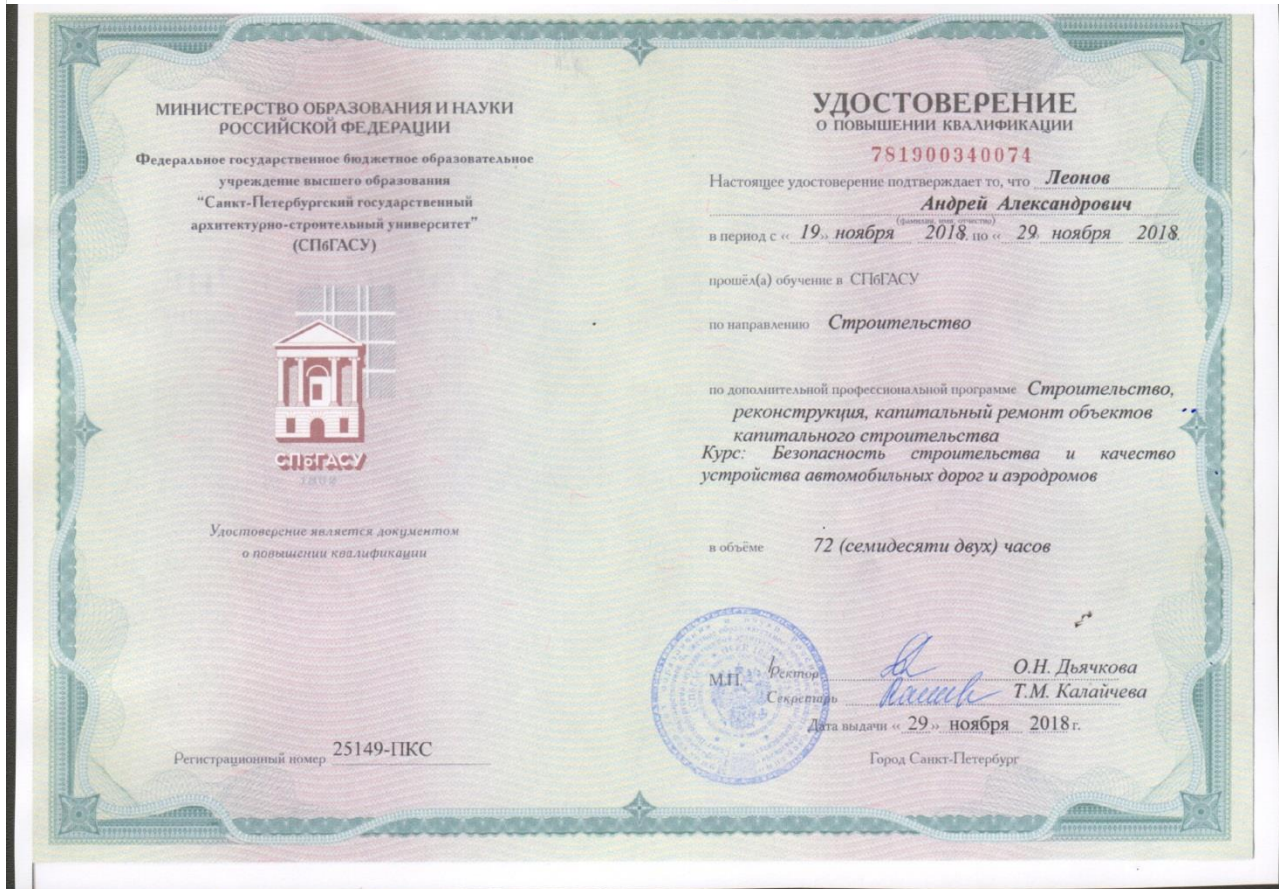 МИНИСТЕРСТВО ОБРАЗОВАНИЯ И НАУКИ
РОССИЙСКОЙ ФЕДЕРАЦИИ
Федеральное государственное бюджетное образовательное
учреждение высшего образования
“Санкт-Петербургский государственный
архитектурно-строительный университет”
(СПбГАСУ)
СПбГАСУ
1832
Удостоверение является документом
о повышении квалификации
Регистрационный номер 25149-ПКС
УДОСТОВЕРЕНИЕ
О ПОВЫШЕНИИ КВАЛИФИКАЦИИ
781900340074
Настоящее удостоверение подтверждает то, что Леонов
Андрей Александрович
(фамилия, имя, отчество)
в период с « 19 » ноября 2018. по « 29 » ноября 2018.
прошёл(а) обучение в СПбГАСУ
по направлению Строительство
по дополнительной профессиональной программе Строительство,
реконструкция, капитальный ремонт объектов
капитального строительства
Курс: Безопасность строительства и качество
устройства автомобильных дорог и аэродромов
в объёме 72 (семидесяти двух) часов
М.П. Ректор О.Н. Дьячкова
Секретарь Т.М. Калайчева
Дата выдачи « 29 » ноября 2018 г.
Город Санкт-Петербург